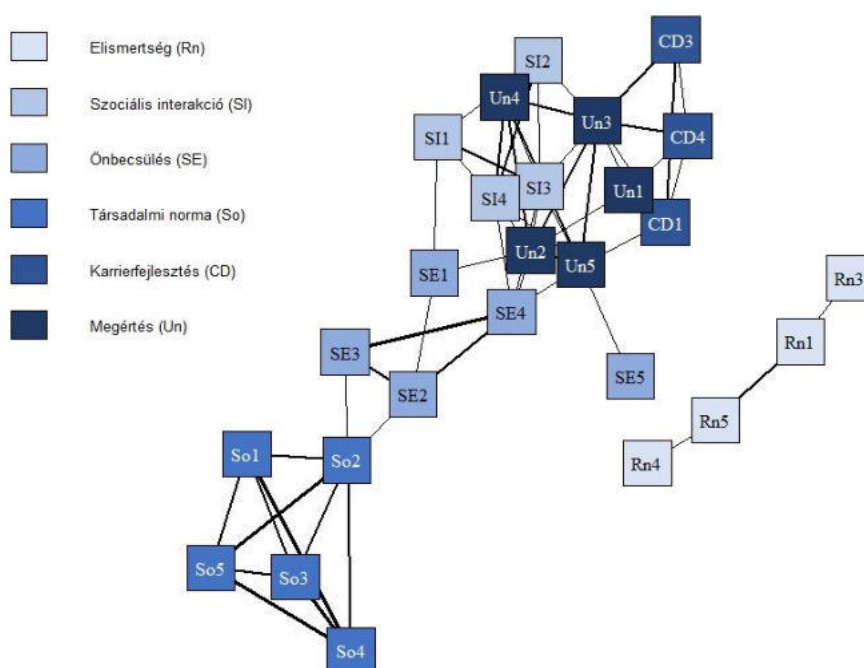 Elismertség (Rn)
Szociális interakció (SI)
Önbecsülés (SE)
Társadalmi norma (So)
Karrierfejlesztés (CD)
Megértés (Un)
CD3
SI2
Un4
Un3
SI1
CD4
SI4
SI3
Un1
CD1
Un2
Un5
SE1
Rn3
SE4
SE3
Rn1
SE5
SE2
Rn5
So1
So2
Rn4
So5
So3
So4